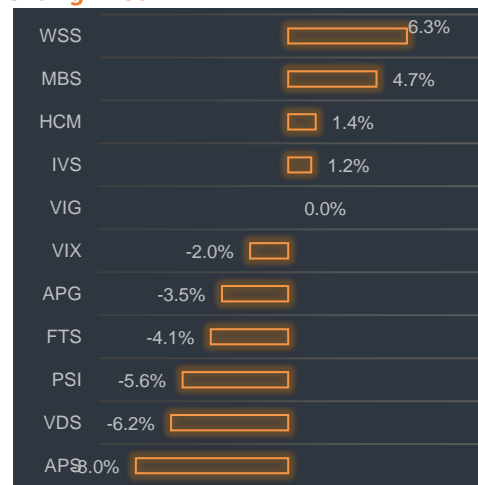 WSS 6.3%
MBS 4.7%
HCM 1.4%
IVS 1.2%
VIG 0.0%
VIX -2.0%
APG -3.5%
FTS -4.1%
PSI -5.6%
VDS -6.2%
APS -8.0%